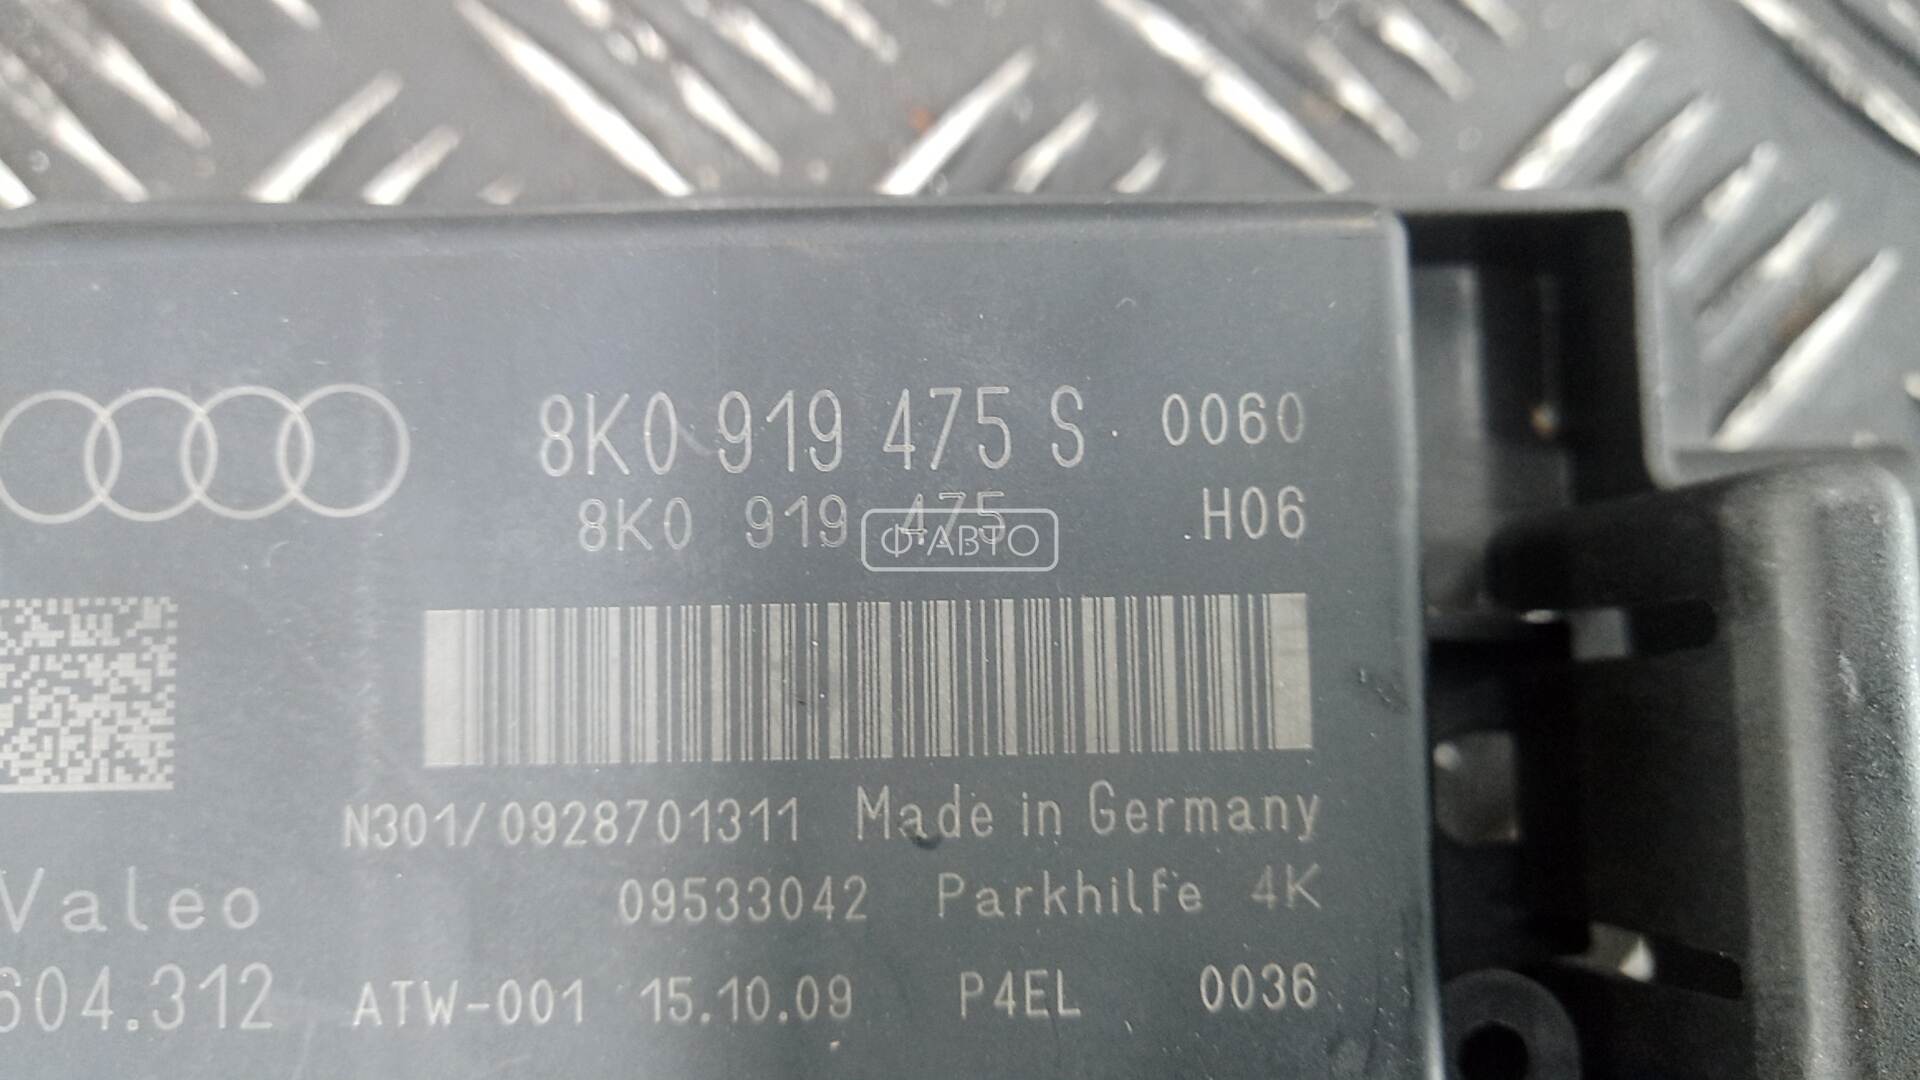 8K0 919 475 S 0060
8K0 919 475 H06
Ф-АВТО
N301/0928701311 Made in Germany
Valeo 09533042 Parkhilfe 4K
604.312 ATW-001 15.10.09 P4EL 0036